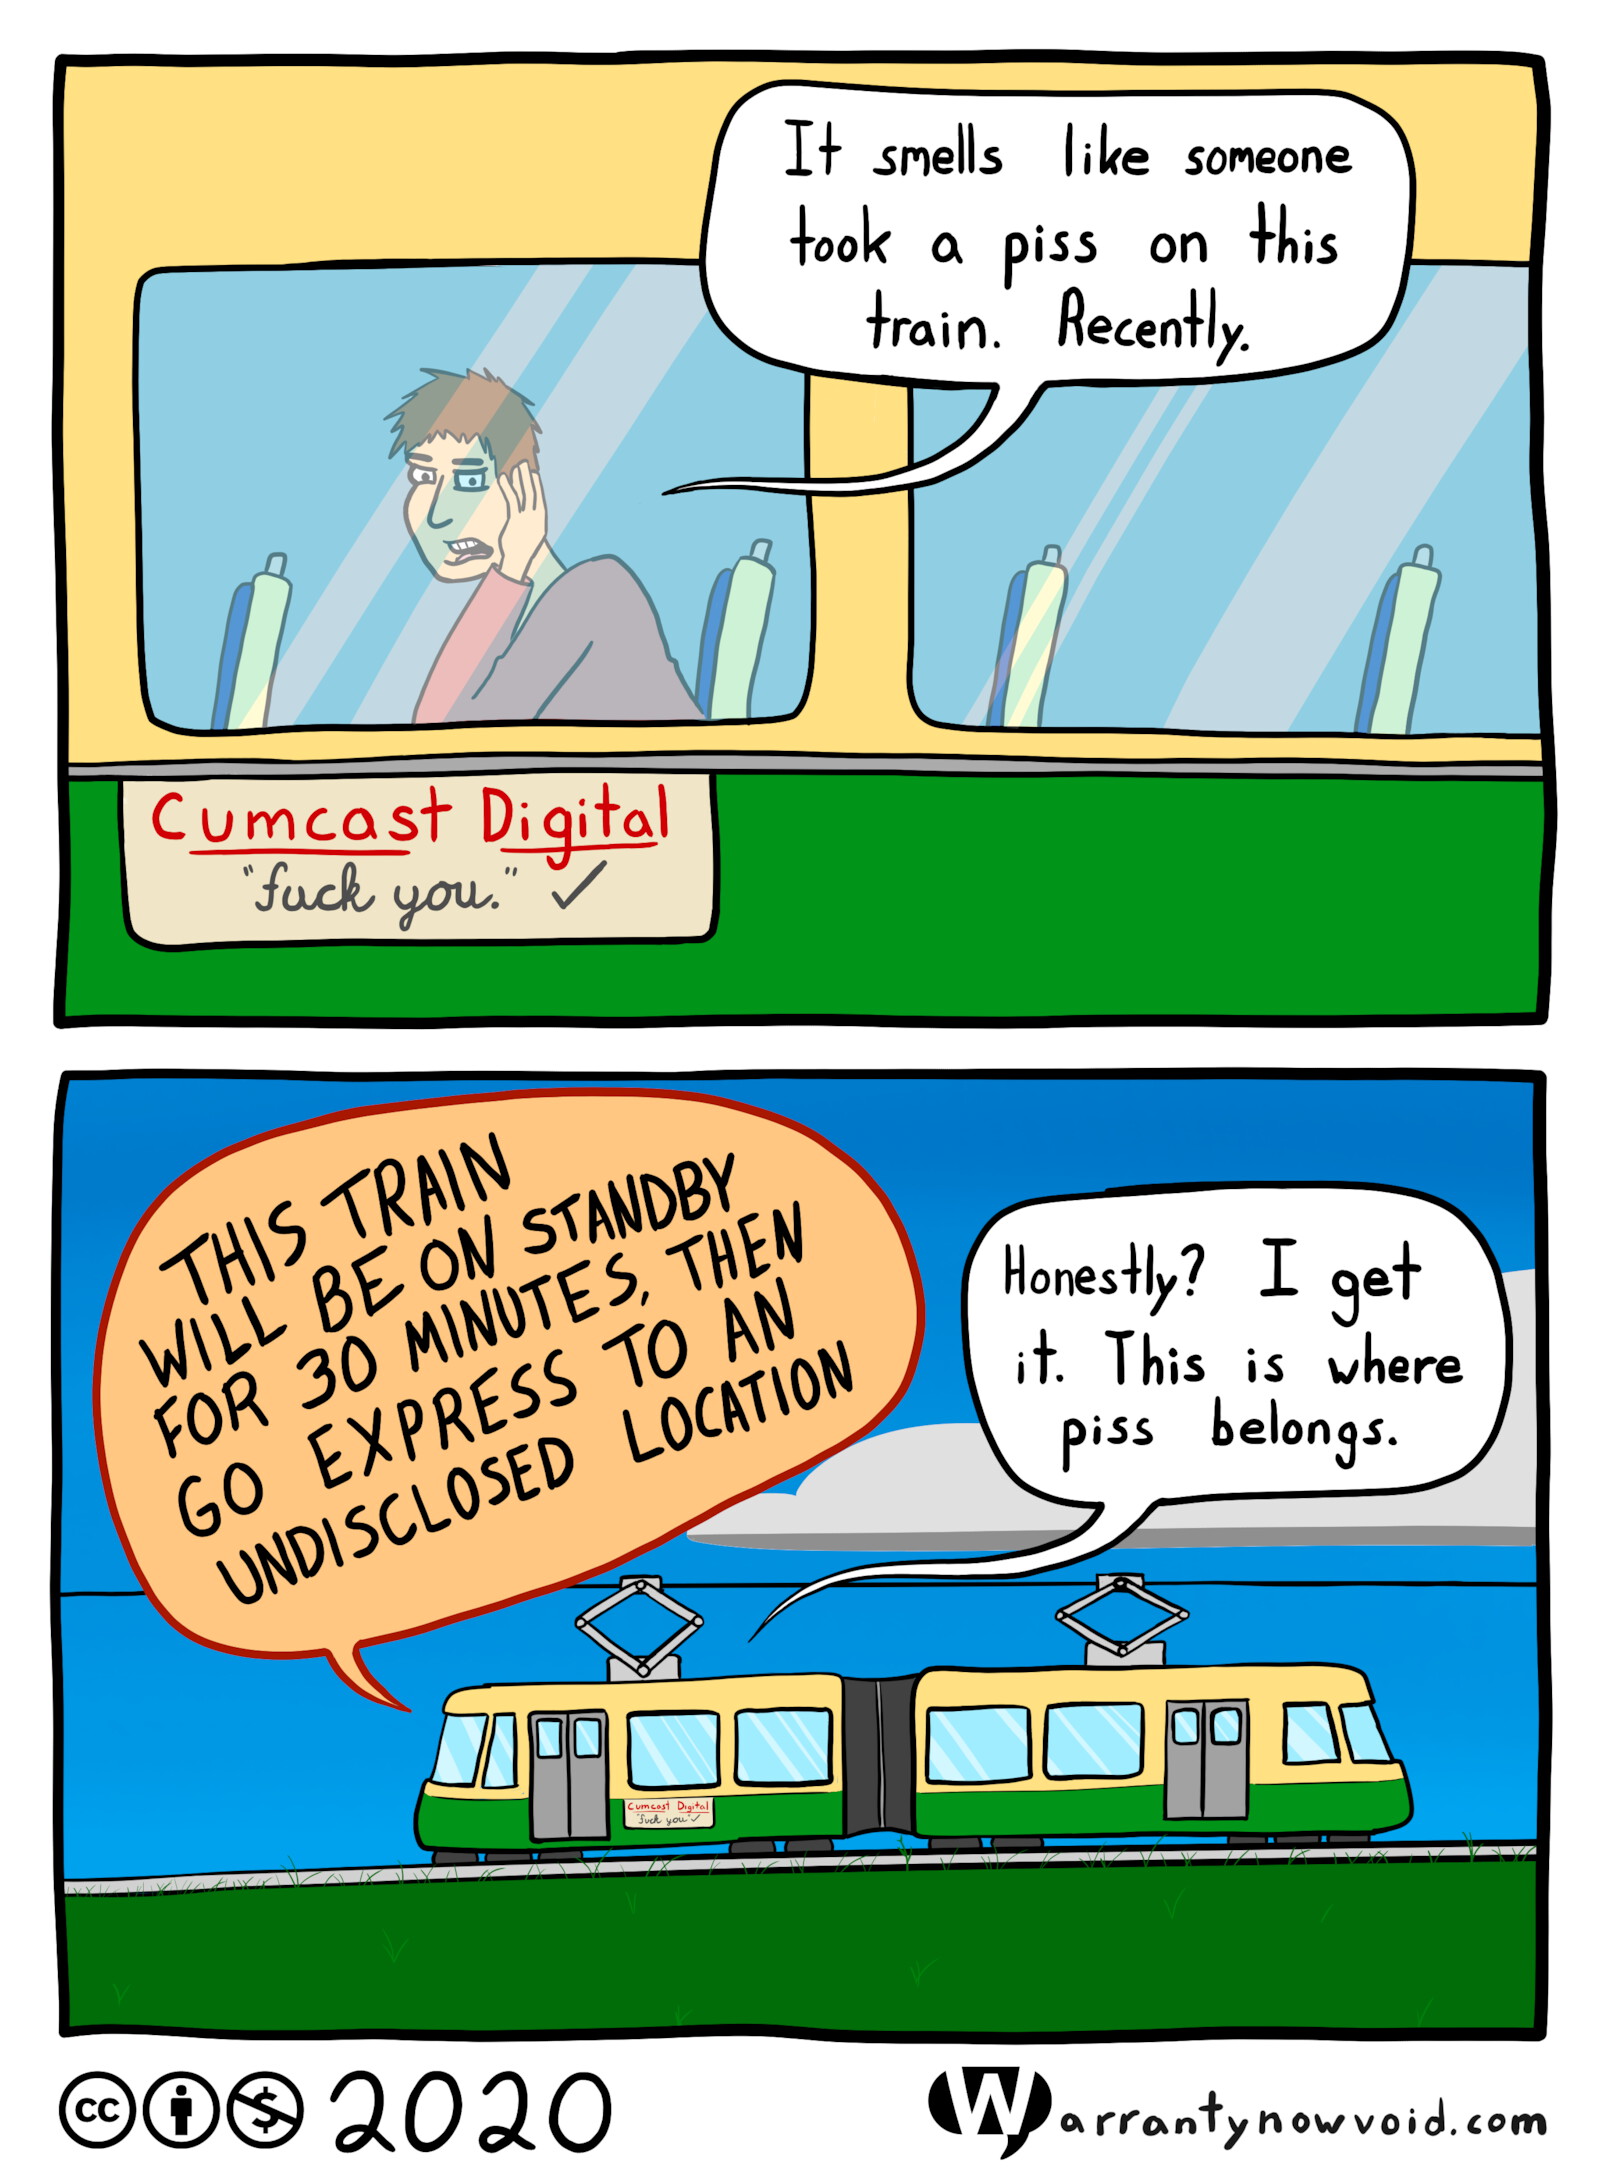 It smells like someone
took a piss on this
train. Recently.
Cumcast Digital
"fuck you." ✓
THIS TRAIN
WILL BE ON STANDBY
FOR 30 MINUTES, THEN
GO EXPRESS TO AN
UNDISCLOSED LOCATION
Honestly? I get
it. This is where
piss belongs.
Cumcast Digital
"fuck you" ✓
cc 2020
Warrantynowvoid.com